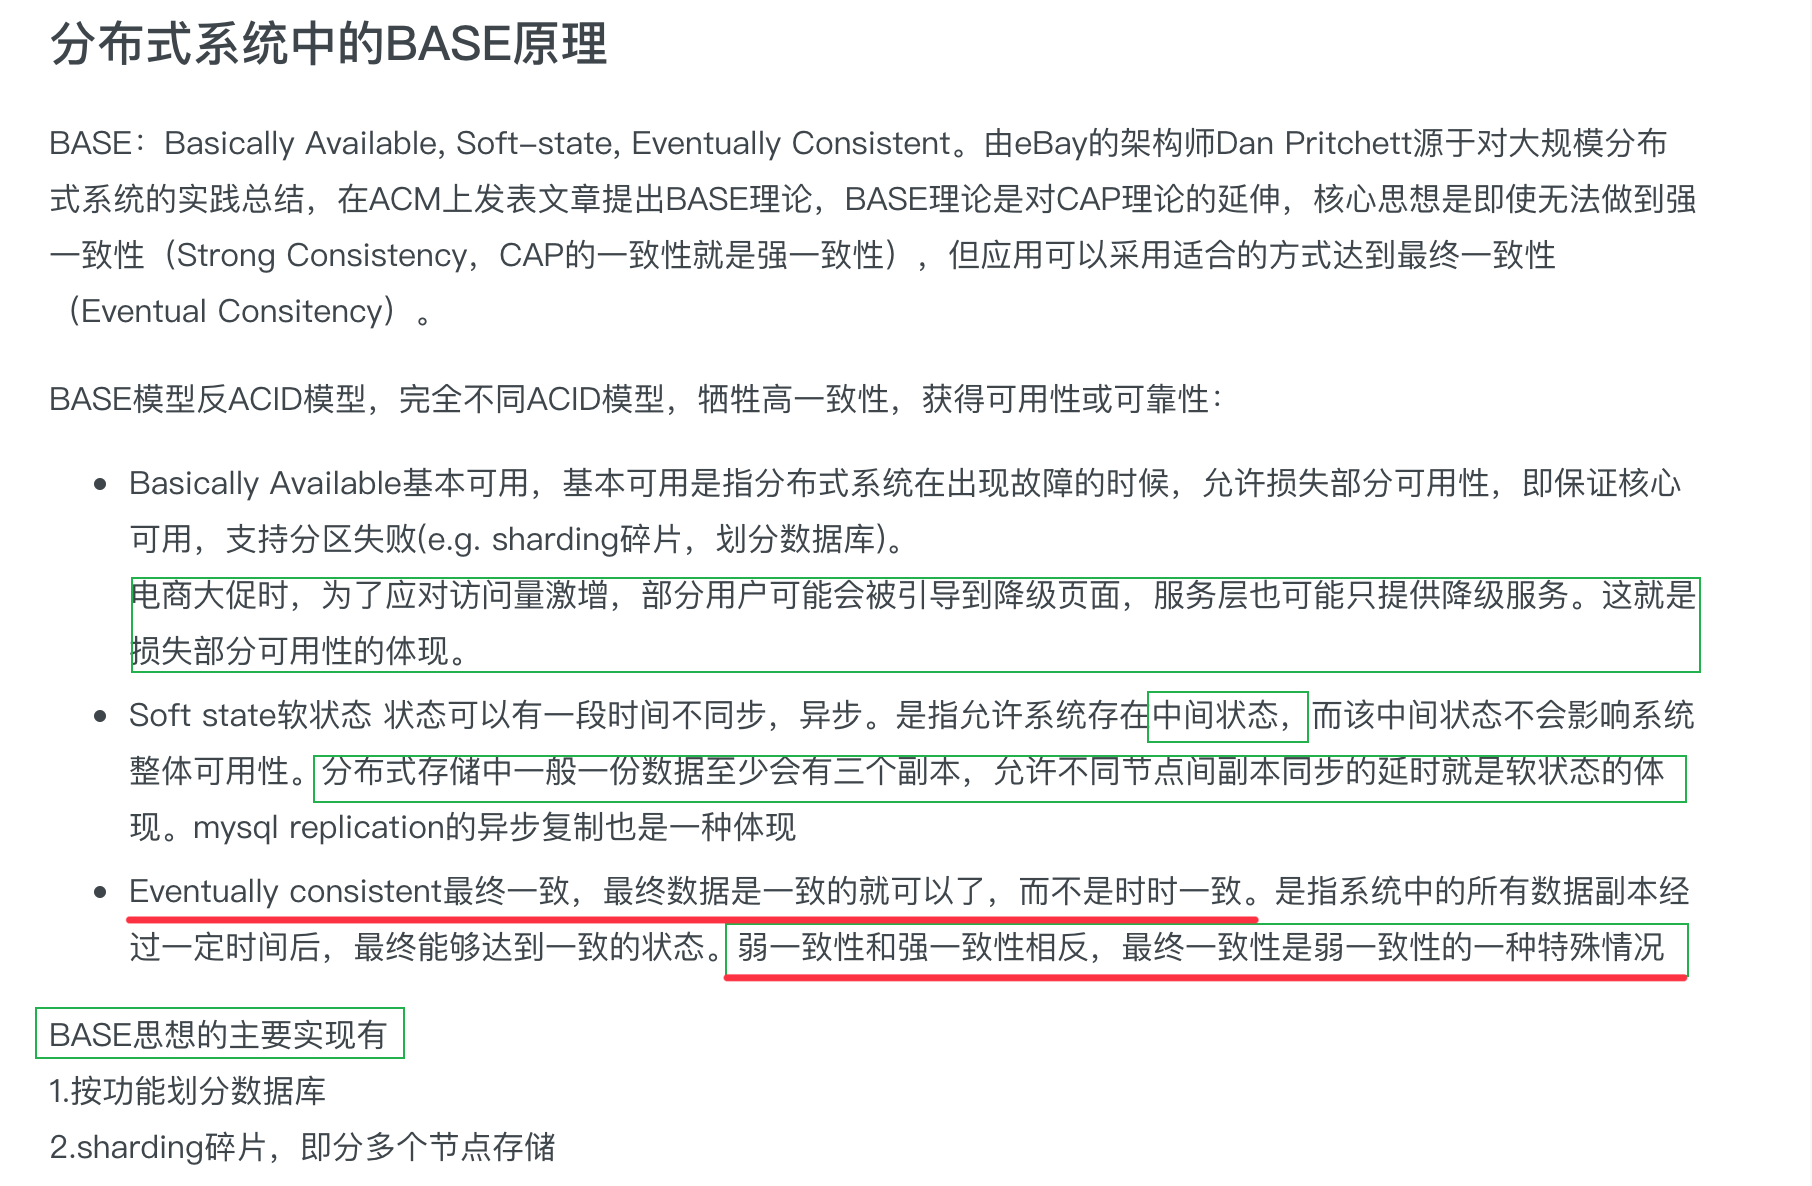 分布式系统中的BASE原理
BASE：Basically Available, Soft-state, Eventually Consistent。由eBay的架构师Dan Pritchett源于对大规模分布
式系统的实践总结，在ACM上发表文章提出BASE理论，BASE理论是对CAP理论的延伸，核心思想是即使无法做到强
一致性（Strong Consistency，CAP的一致性就是强一致性），但应用可以采用适合的方式达到最终一致性
（Eventual Consitency）。
BASE模型反ACID模型，完全不同ACID模型，牺牲高一致性，获得可用性或可靠性：
Basically Available基本可用，基本可用是指分布式系统在出现故障的时候，允许损失部分可用性，即保证核心
可用，支持分区失败(e.g. sharding碎片，划分数据库)。
电商大促时，为了应对访问量激增，部分用户可能会被引导到降级页面，服务层也可能只提供降级服务。这就是
损失部分可用性的体现。
Soft state软状态 状态可以有一段时间不同步，异步。是指允许系统存在中间状态，而该中间状态不会影响系统
整体可用性。分布式存储中一般一份数据至少会有三个副本，允许不同节点间副本同步的延时就是软状态的体
现。mysql replication的异步复制也是一种体现
Eventually consistent最终一致，最终数据是一致的就可以了，而不是时时一致。是指系统中的所有数据副本经
过一定时间后，最终能够达到一致的状态。弱一致性和强一致性相反，最终一致性是弱一致性的一种特殊情况
BASE思想的主要实现有
1.按功能划分数据库
2.sharding碎片，即分多个节点存储